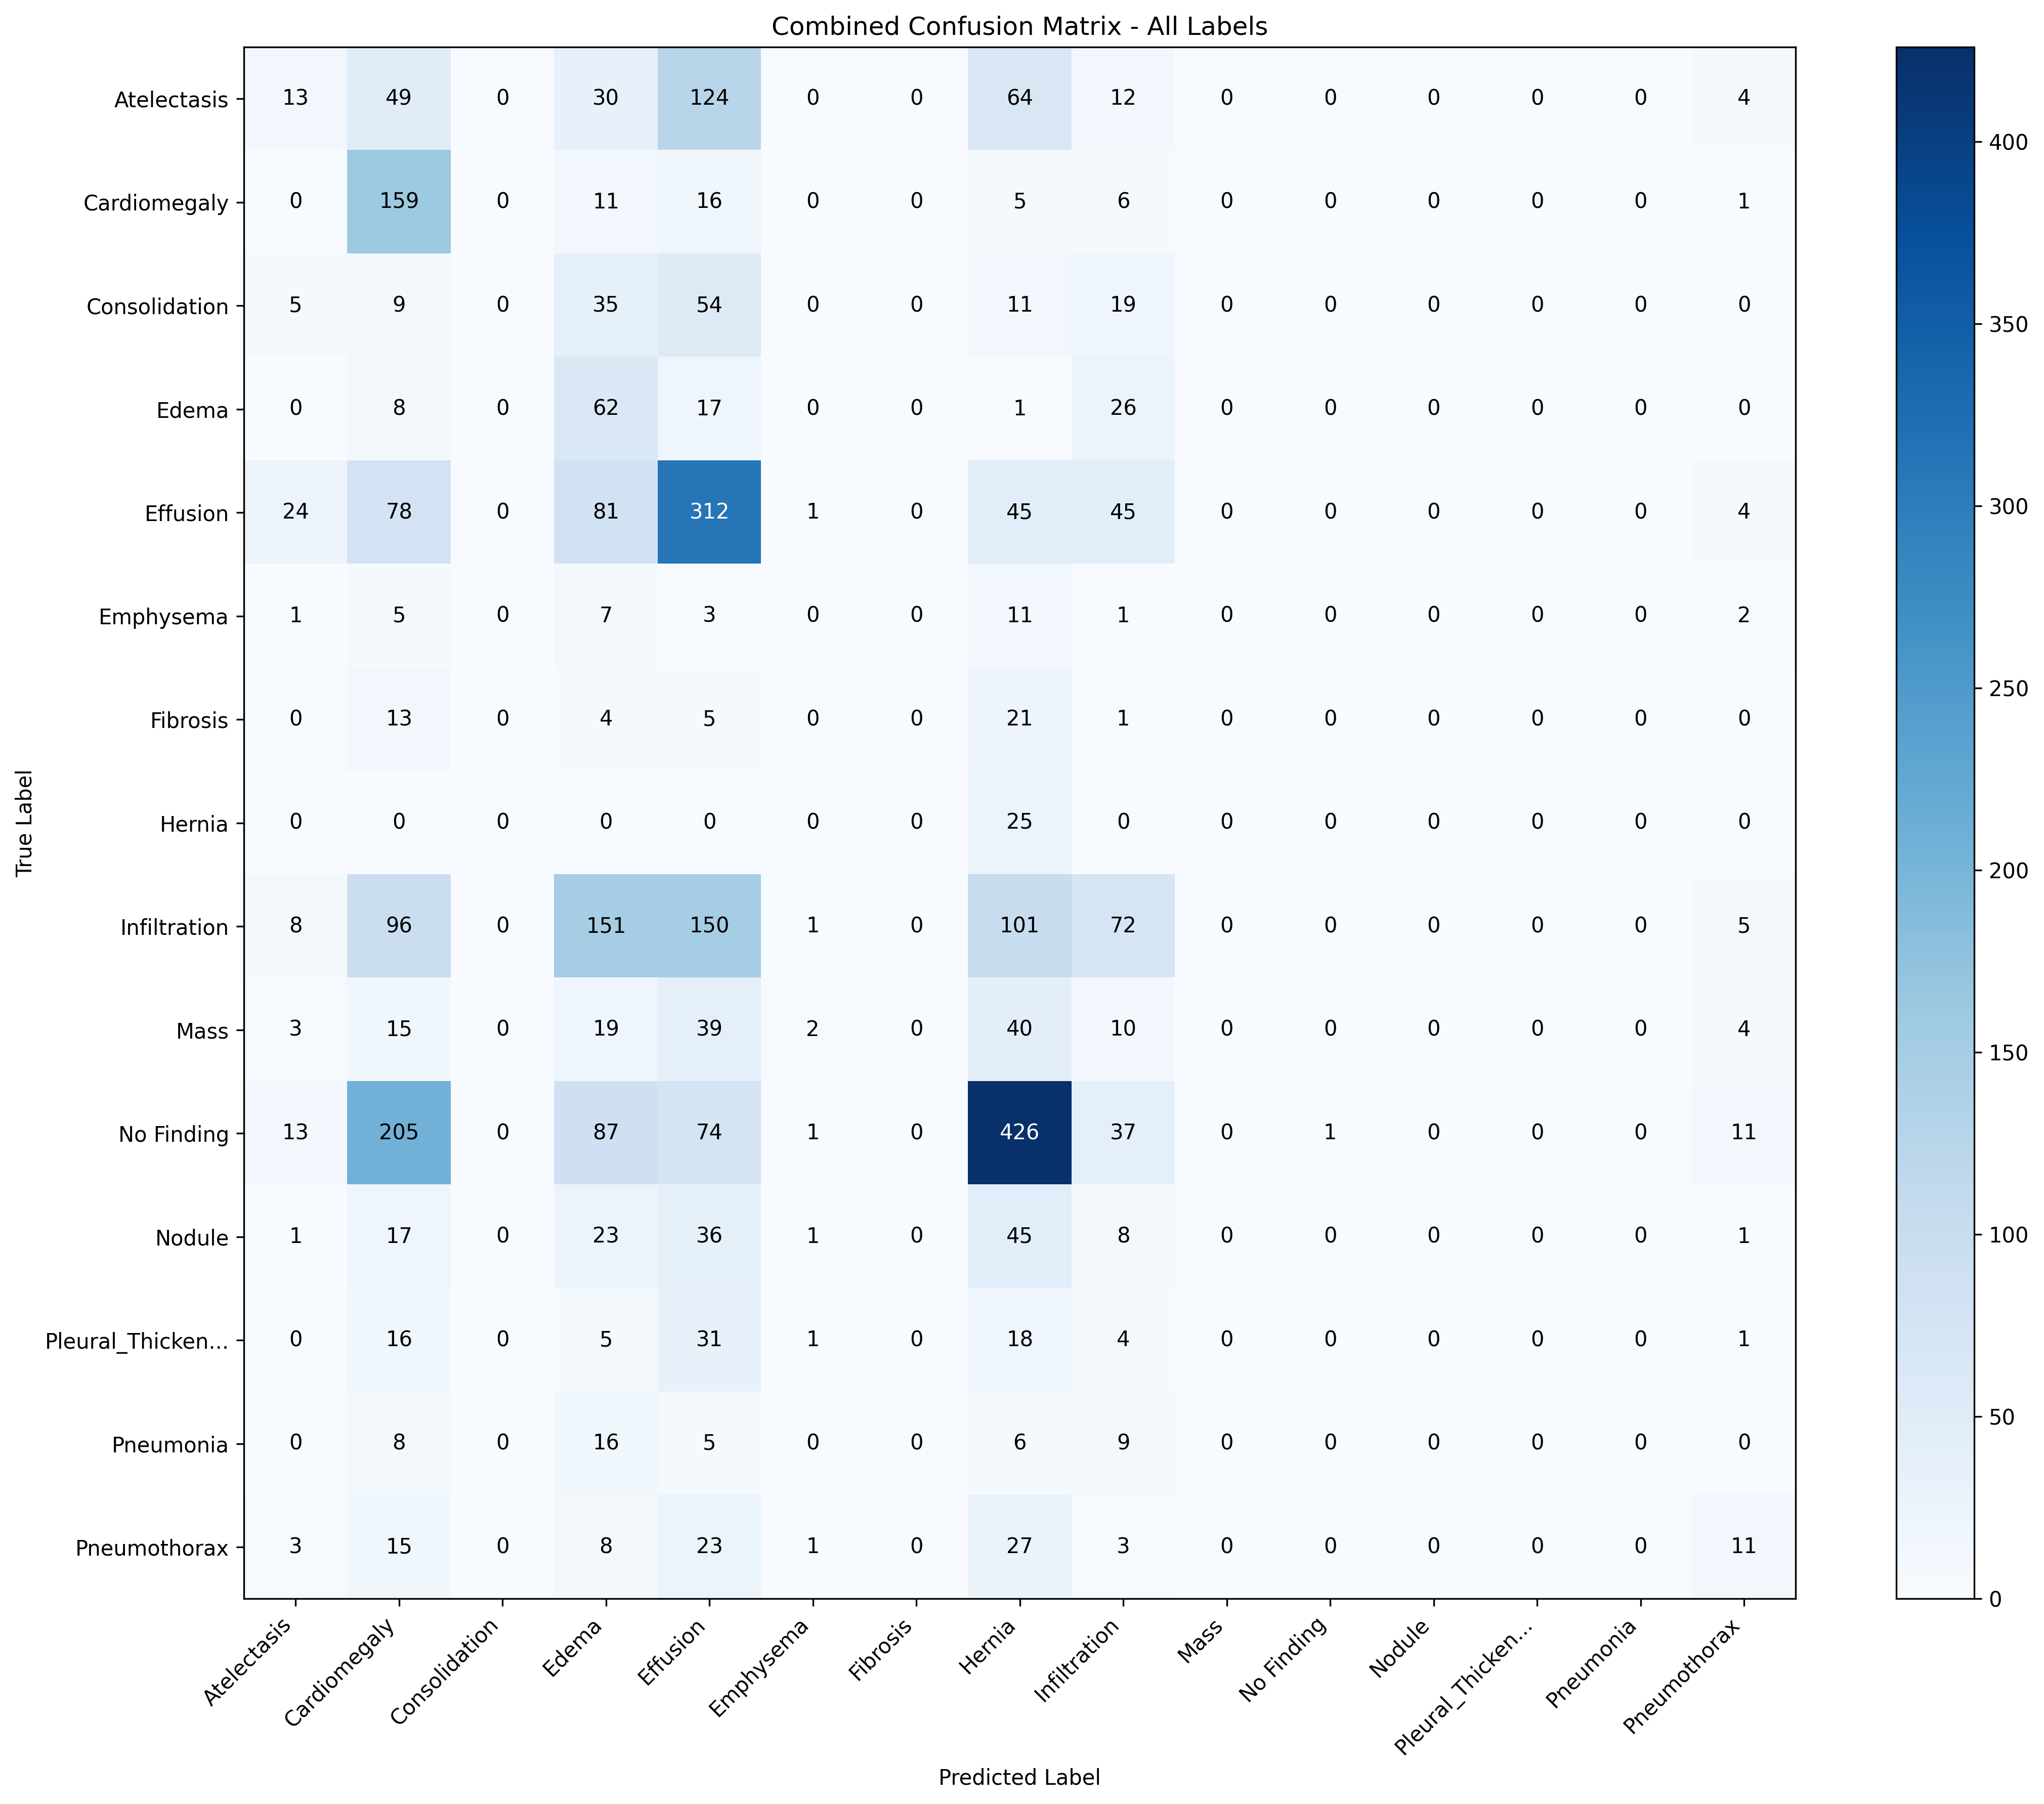 Combined Confusion Matrix - All Labels
True Label
Atelectasis 13 49 0 30 124 0 0 64 12 0 0 0 0 0 4
Cardiomegaly 0 159 0 11 16 0 0 5 6 0 0 0 0 0 1
Consolidation 5 9 0 35 54 0 0 11 19 0 0 0 0 0 0
Edema 0 8 0 62 17 0 0 1 26 0 0 0 0 0 0
Effusion 24 78 0 81 312 1 0 45 45 0 0 0 0 0 4
Emphysema 1 5 0 7 3 0 0 11 1 0 0 0 0 0 2
Fibrosis 0 13 0 4 5 0 0 21 1 0 0 0 0 0 0
Hernia 0 0 0 0 0 0 0 25 0 0 0 0 0 0 0
Infiltration 8 96 0 151 150 1 0 101 72 0 0 0 0 0 5
Mass 3 15 0 19 39 2 0 40 10 0 0 0 0 0 4
No Finding 13 205 0 87 74 1 0 426 37 0 1 0 0 0 11
Nodule 1 17 0 23 36 1 0 45 8 0 0 0 0 0 1
Pleural_Thicken... 0 16 0 5 31 1 0 18 4 0 0 0 0 0 1
Pneumonia 0 8 0 16 5 0 0 6 9 0 0 0 0 0 0
Pneumothorax 3 15 0 8 23 1 0 27 3 0 0 0 0 0 11
Atelectasis
Cardiomegaly
Consolidation
Edema
Effusion
Emphysema
Fibrosis
Hernia
Infiltration
Mass
No Finding
Nodule
Pleural_Thicken...
Pneumonia
Pneumothorax
Predicted Label
400
350
300
250
200
150
100
50
0